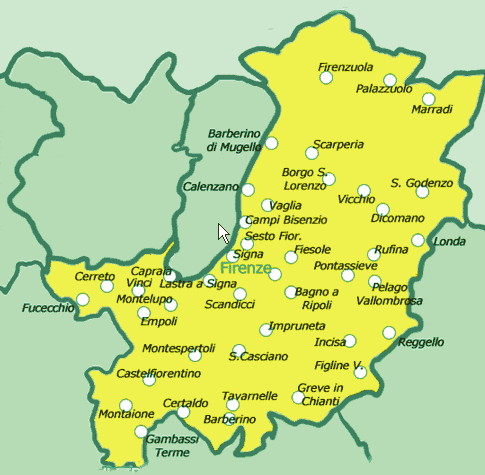 Firenzuola
Palazzuolo
Marradi
Barberino
di Mugello
Scarperia
Borgo S.
Lorenzo
Calenzano
Vicchio
S. Godenzo
Vaglia
Dicomano
Campi Bisenzio
Sesto Fior.
Londa
Signa
Fiesole
Rufina
Firenze
Pontassieve
Cerreto
Capraia
Vinci
Lastra a Signa
Pelago
Vallombrosa
Montelupo
Scandicci
Bagno a
Ripoli
Fucecchio
Empoli
Impruneta
Incisa
Reggello
Montespertoli
S.Casciano
Castelfiorentino
Figline V.
Greve in
Chianti
Tavarnelle
Certaldo
Montaione
Barberino
Gambassi
Terme